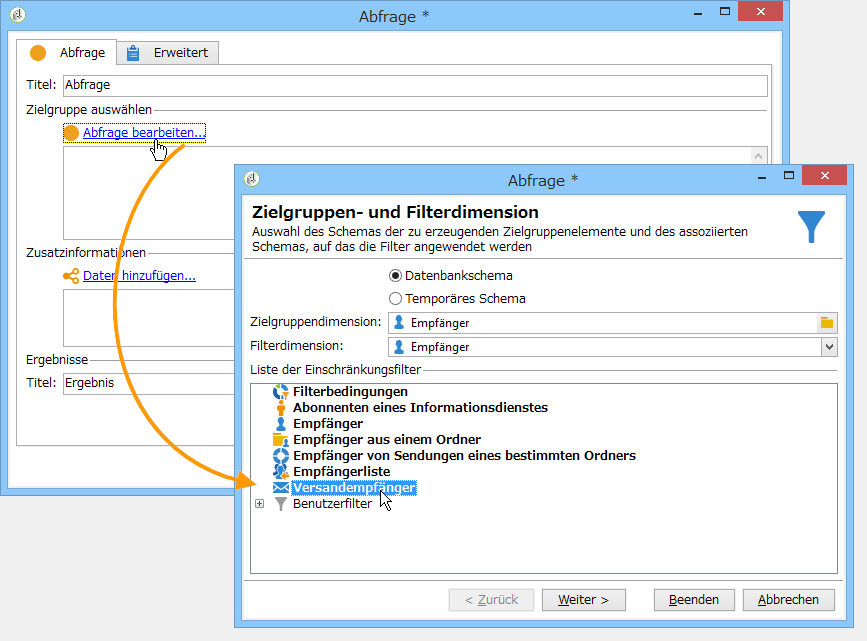 Abfrage *
Abfrage
Erweitert
Titel: Abfrage
Zielgruppe auswählen
Abfrage bearbeiten...
Zusatzinformationen
Daten hinzufügen...
Ergebnisse
Titel: Ergebnis
Abfrage *
Zielgruppen- und Filterdimension
Auswahl des Schemas der zu erzeugenden Zielgruppenelemente und des assoziierten
Schemas, auf das die Filter angewendet werden
Datenbankschema
Temporäres Schema
Zielgruppendimension: Empfänger
Filterdimension: Empfänger
Liste der Einschränkungsfilter
Filterbedingungen
Abonnenten eines Informationsdienstes
Empfänger
Empfänger aus einem Ordner
Empfänger von Sendungen eines bestimmten Ordners
Empfängerliste
Versandempfänger
Benutzerfilter
< Zurück
Weiter >
Beenden
Abbrechen